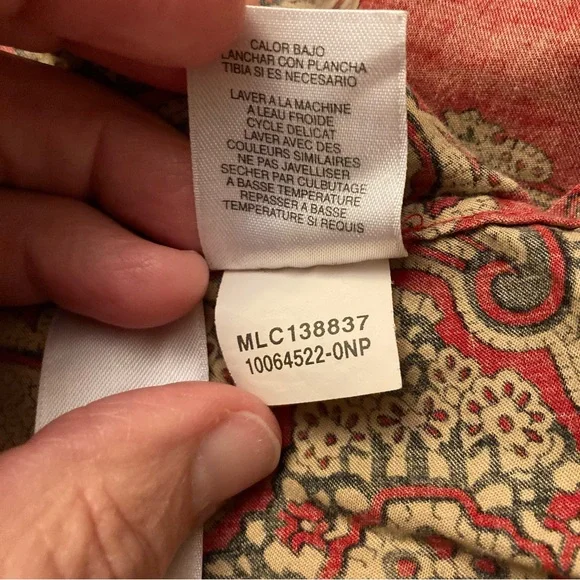 CALOR BAJO
LANCHAR CON PLANCHA
TIBIA SI ES NECESARIO
LAVER A LA MACHINE
A L'EAU FROIDE
CYCLE DELICAT
LAVER AVEC DES
COULEURS SIMILAIRES
NE PAS JAVELLISER
SECHER PAR CULBUTAGE
A BASSE TEMPERATURE
REPASSER A BASSE
TEMPERATURE SI REQUIS
MLC138837
10064522-0NP